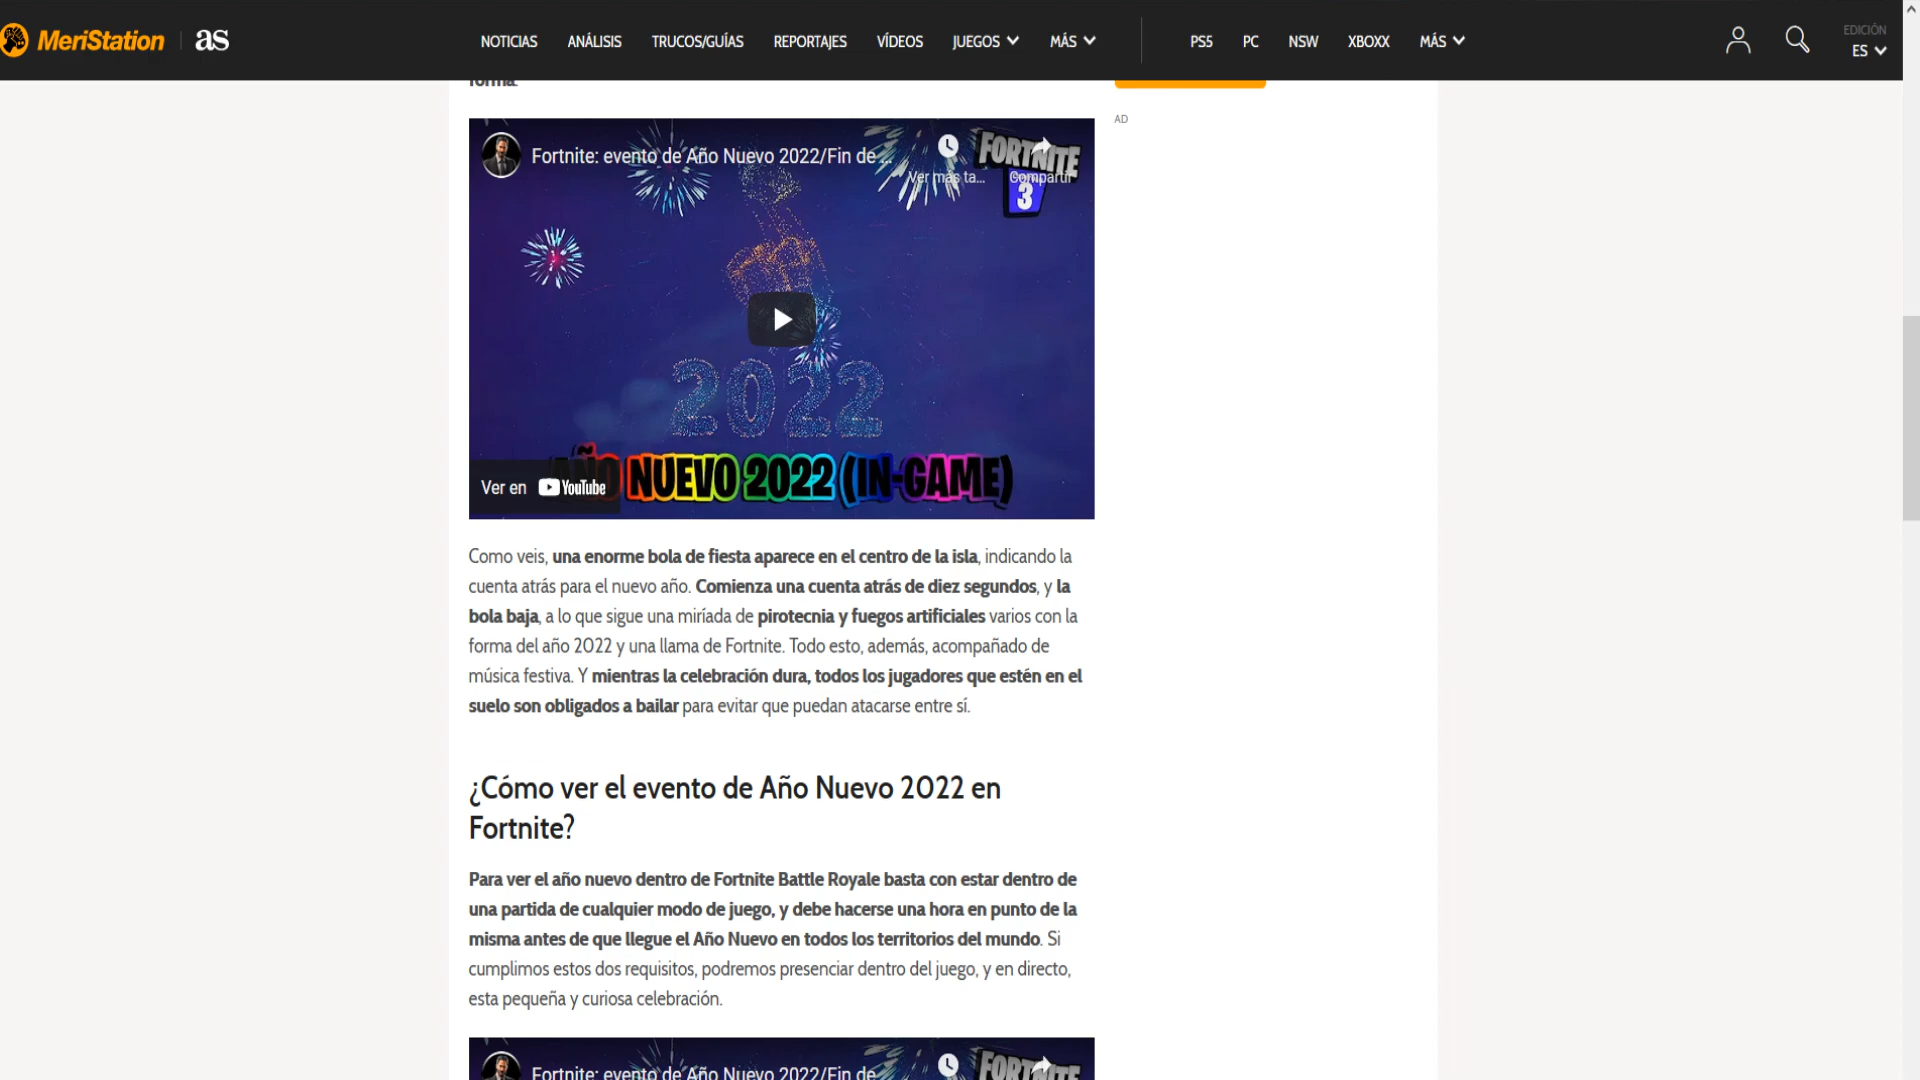 MeriStation
as
NOTICIAS ANÁLISIS TRUCOS/GUÍAS REPORTAJES VÍDEOS JUEGOS MÁS PS5 PC NSW XBOXX MÁS
EDICIÓN
ES
forma.
AD
Fortnite: evento de Año Nuevo 2022/Fin de ...
Ver más ta...
Compartir
FORTNITE
3
2022
AÑO NUEVO 2022 (IN-GAME)
Ver en YouTube
Como veis, una enorme bola de fiesta aparece en el centro de la isla, indicando la
cuenta atrás para el nuevo año. Comienza una cuenta atrás de diez segundos, y la
bola baja, a lo que sigue una miríada de pirotecnia y fuegos artificiales varios con la
forma del año 2022 y una llama de Fortnite. Todo esto, además, acompañado de
música festiva. Y mientras la celebración dura, todos los jugadores que estén en el
suelo son obligados a bailar para evitar que puedan atacarse entre sí.
¿Cómo ver el evento de Año Nuevo 2022 en
Fortnite?
Para ver el año nuevo dentro de Fortnite Battle Royale basta con estar dentro de
una partida de cualquier modo de juego, y debe hacerse una hora en punto de la
misma antes de que llegue el Año Nuevo en todos los territorios del mundo. Si
cumplimos estos dos requisitos, podremos presenciar dentro del juego, y en directo,
esta pequeña y curiosa celebración.
Fortnite: evento de Año Nuevo 2022/Fin de ...
FORTNITE